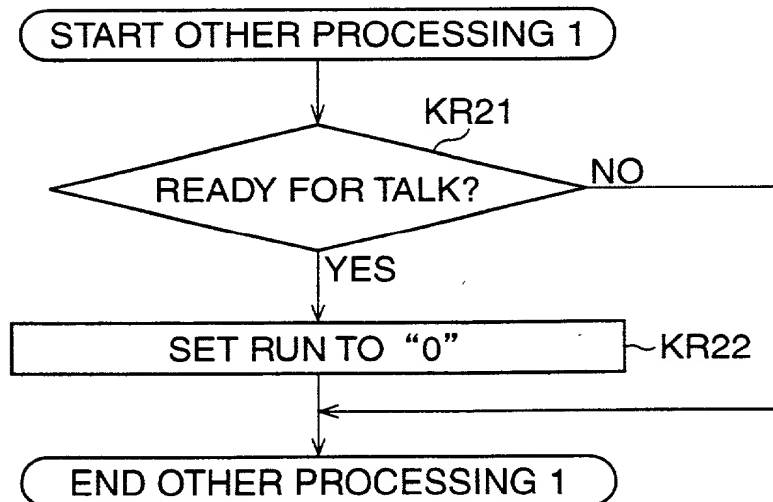 START OTHER PROCESSING 1
KR21
READY FOR TALK?
NO
YES
SET RUN TO “0”
KR22
END OTHER PROCESSING 1